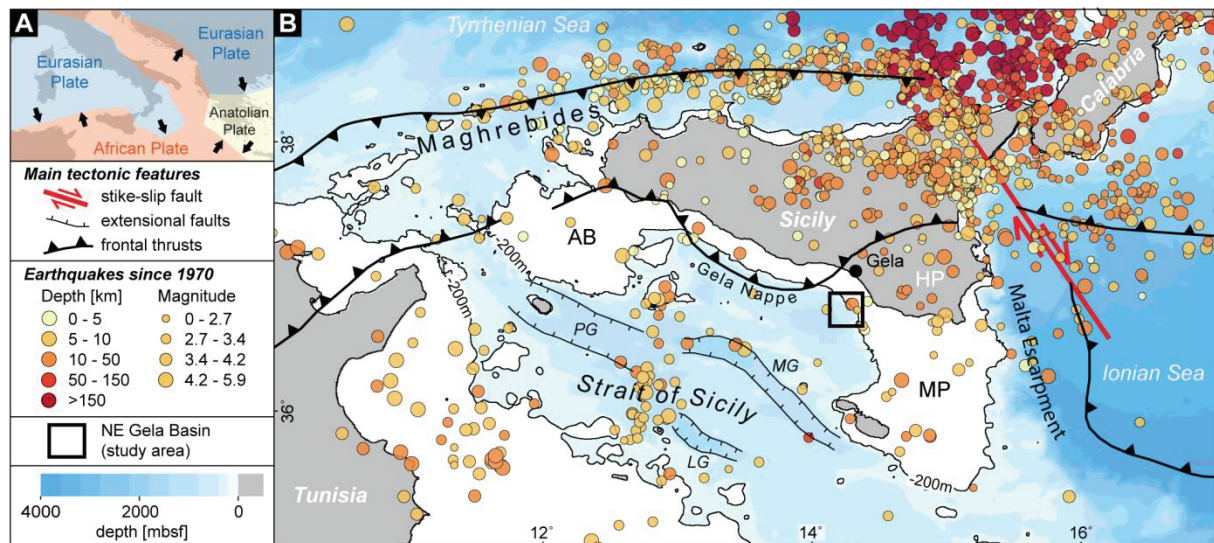 A
Eurasian
Plate
Eurasian
Plate
Anatolian
Plate
African Plate
Main tectonic features
stike-slip fault
extensional faults
frontal thrusts
Earthquakes since 1970
Depth [km]
Magnitude
0 - 5
0 - 2.7
5 - 10
2.7 - 3.4
10 - 50
3.4 - 4.2
50 - 150
4.2 - 5.9
>150
NE Gela Basin
(study area)
4000
2000
0
depth [mbsf]
B
Tyrrhenian Sea
Calabria
Maghrebides
38°
Sicily
AB
-200m
Gela
HP
Gela Nappe
-200m
PG
MG
Malta Escarpment
Strait of Sicily
Ionian Sea
MP
36°
LG
Tunisia
-200m
12°
14°
16°